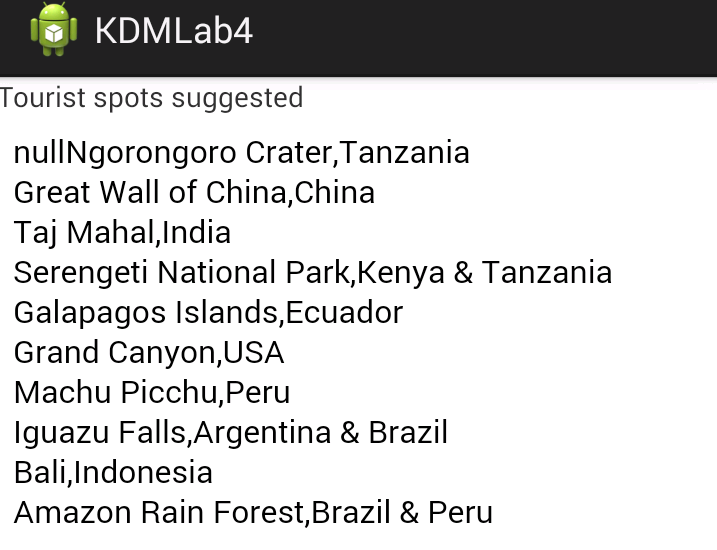 KDMLab4
Tourist spots suggested
nullNgorongoro Crater,Tanzania
Great Wall of China,China
Taj Mahal,India
Serengeti National Park,Kenya & Tanzania
Galapagos Islands,Ecuador
Grand Canyon,USA
Machu Picchu,Peru
Iguazu Falls,Argentina & Brazil
Bali,Indonesia
Amazon Rain Forest,Brazil & Peru